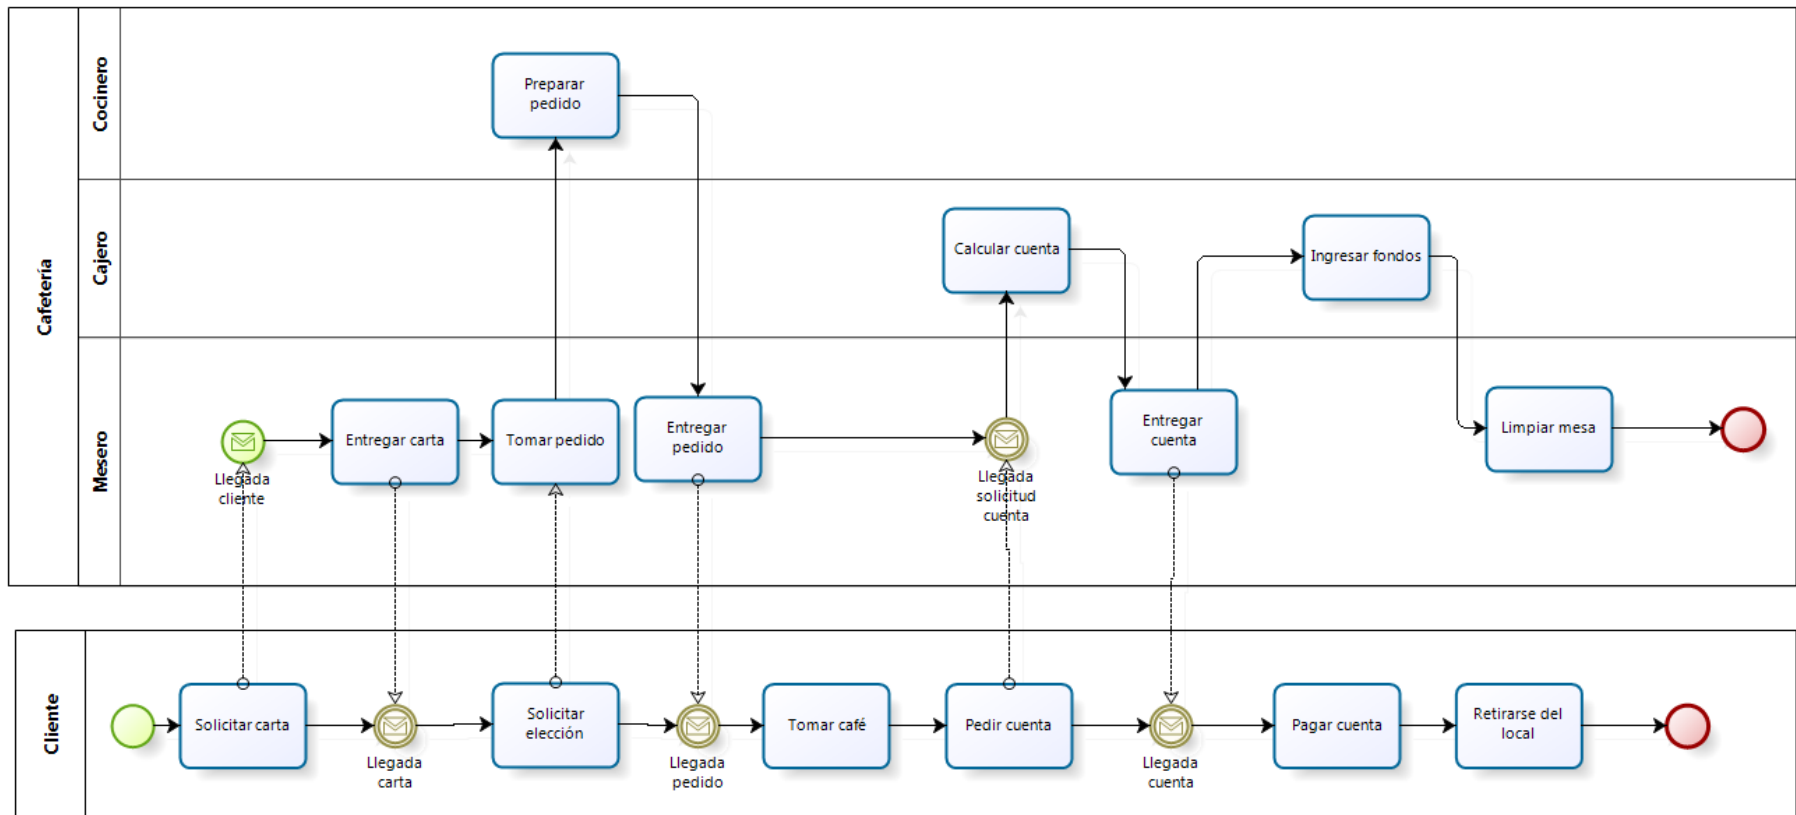 Cafetería
Cocinero
Preparar
pedido
Cajero
Calcular cuenta
Ingresar fondos
Mesero
Llegada
cliente
Entregar carta
Tomar pedido
Entregar
pedido
Llegada
solicitud
cuenta
Entregar
cuenta
Limpiar mesa
Cliente
Solicitar carta
Llegada
carta
Solicitar
elección
Llegada
pedido
Tomar café
Pedir cuenta
Llegada
cuenta
Pagar cuenta
Retirarse del
local